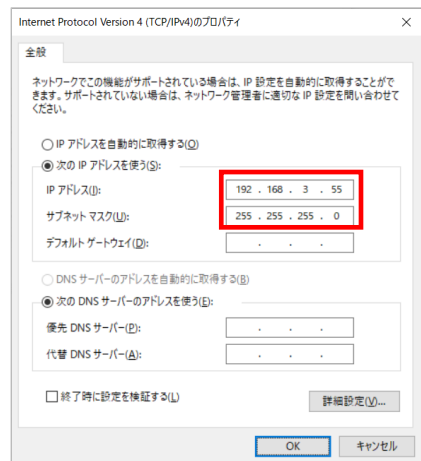 Internet Protocol Version 4 (TCP/IPv4)のプロパティ
全般
ネットワークでこの機能がサポートされている場合は、IP 設定を自動的に取得することがで
きます。サポートされていない場合は、ネットワーク管理者に適切な IP 設定を問い合わせて
ください。
IP アドレスを自動的に取得する(O)
次の IP アドレスを使う(S):
IP アドレス(I): 192 . 168 . 3 . 55
サブネット マスク(U): 255 . 255 . 255 . 0
デフォルト ゲートウェイ(D): . . .
DNS サーバーのアドレスを自動的に取得する(B)
次の DNS サーバーのアドレスを使う(E):
優先 DNS サーバー(P): . . .
代替 DNS サーバー(A): . . .
終了時に設定を検証する(L)
詳細設定(V)...
OK キャンセル